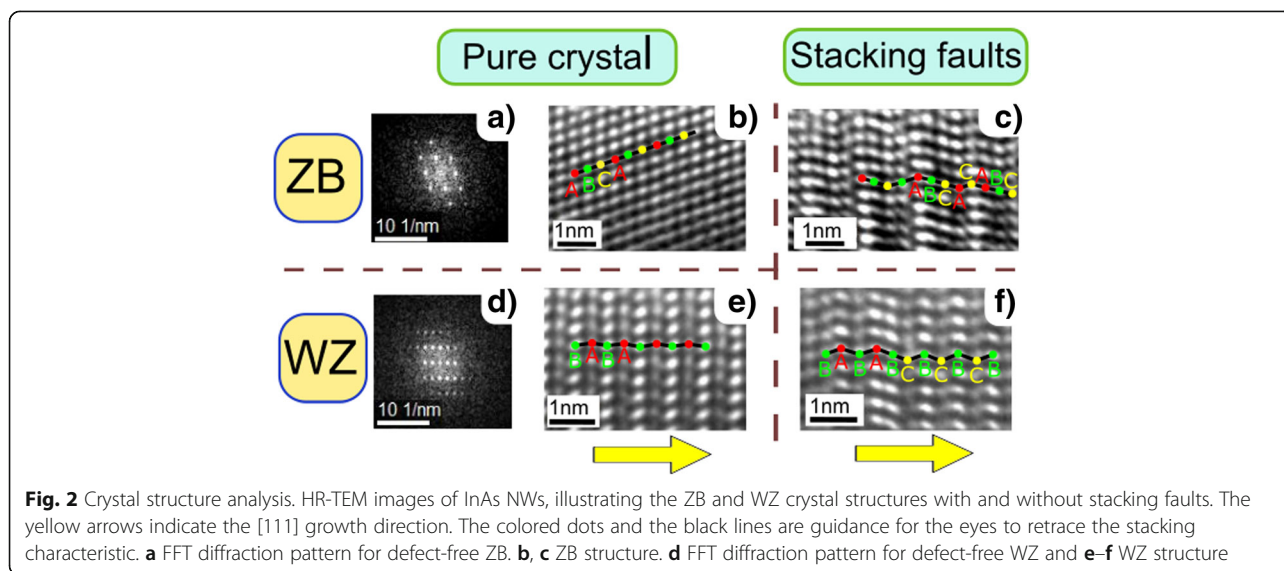 Pure crystal
Stacking faults
ZB
a)
10 1/nm
b)
A
B
C
A
1nm
c)
A
B
C
A
C
A
B
C
1nm
WZ
d)
10 1/nm
e)
B
A
B
A
1nm
f)
B
A
B
A
B
C
B
C
B
C
B
1nm
Fig. 2 Crystal structure analysis. HR-TEM images of InAs NWs, illustrating the ZB and WZ crystal structures with and without stacking faults. The
yellow arrows indicate the [111] growth direction. The colored dots and the black lines are guidance for the eyes to retrace the stacking
characteristic. a FFT diffraction pattern for defect-free ZB. b, c ZB structure. d FFT diffraction pattern for defect-free WZ and e–f WZ structure